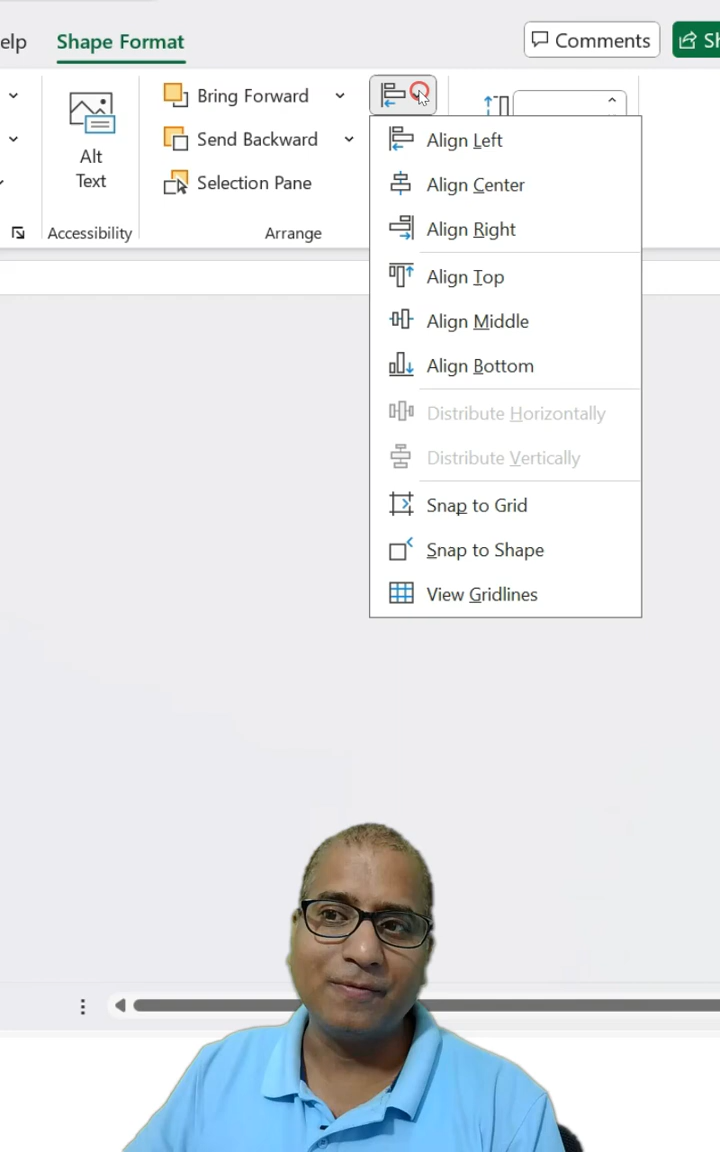 elp
Shape Format
Comments
Sh
Alt
Text
Accessibility
Bring Forward
Send Backward
Selection Pane
Arrange
Align Left
Align Center
Align Right
Align Top
Align Middle
Align Bottom
Distribute Horizontally
Distribute Vertically
Snap to Grid
Snap to Shape
View Gridlines